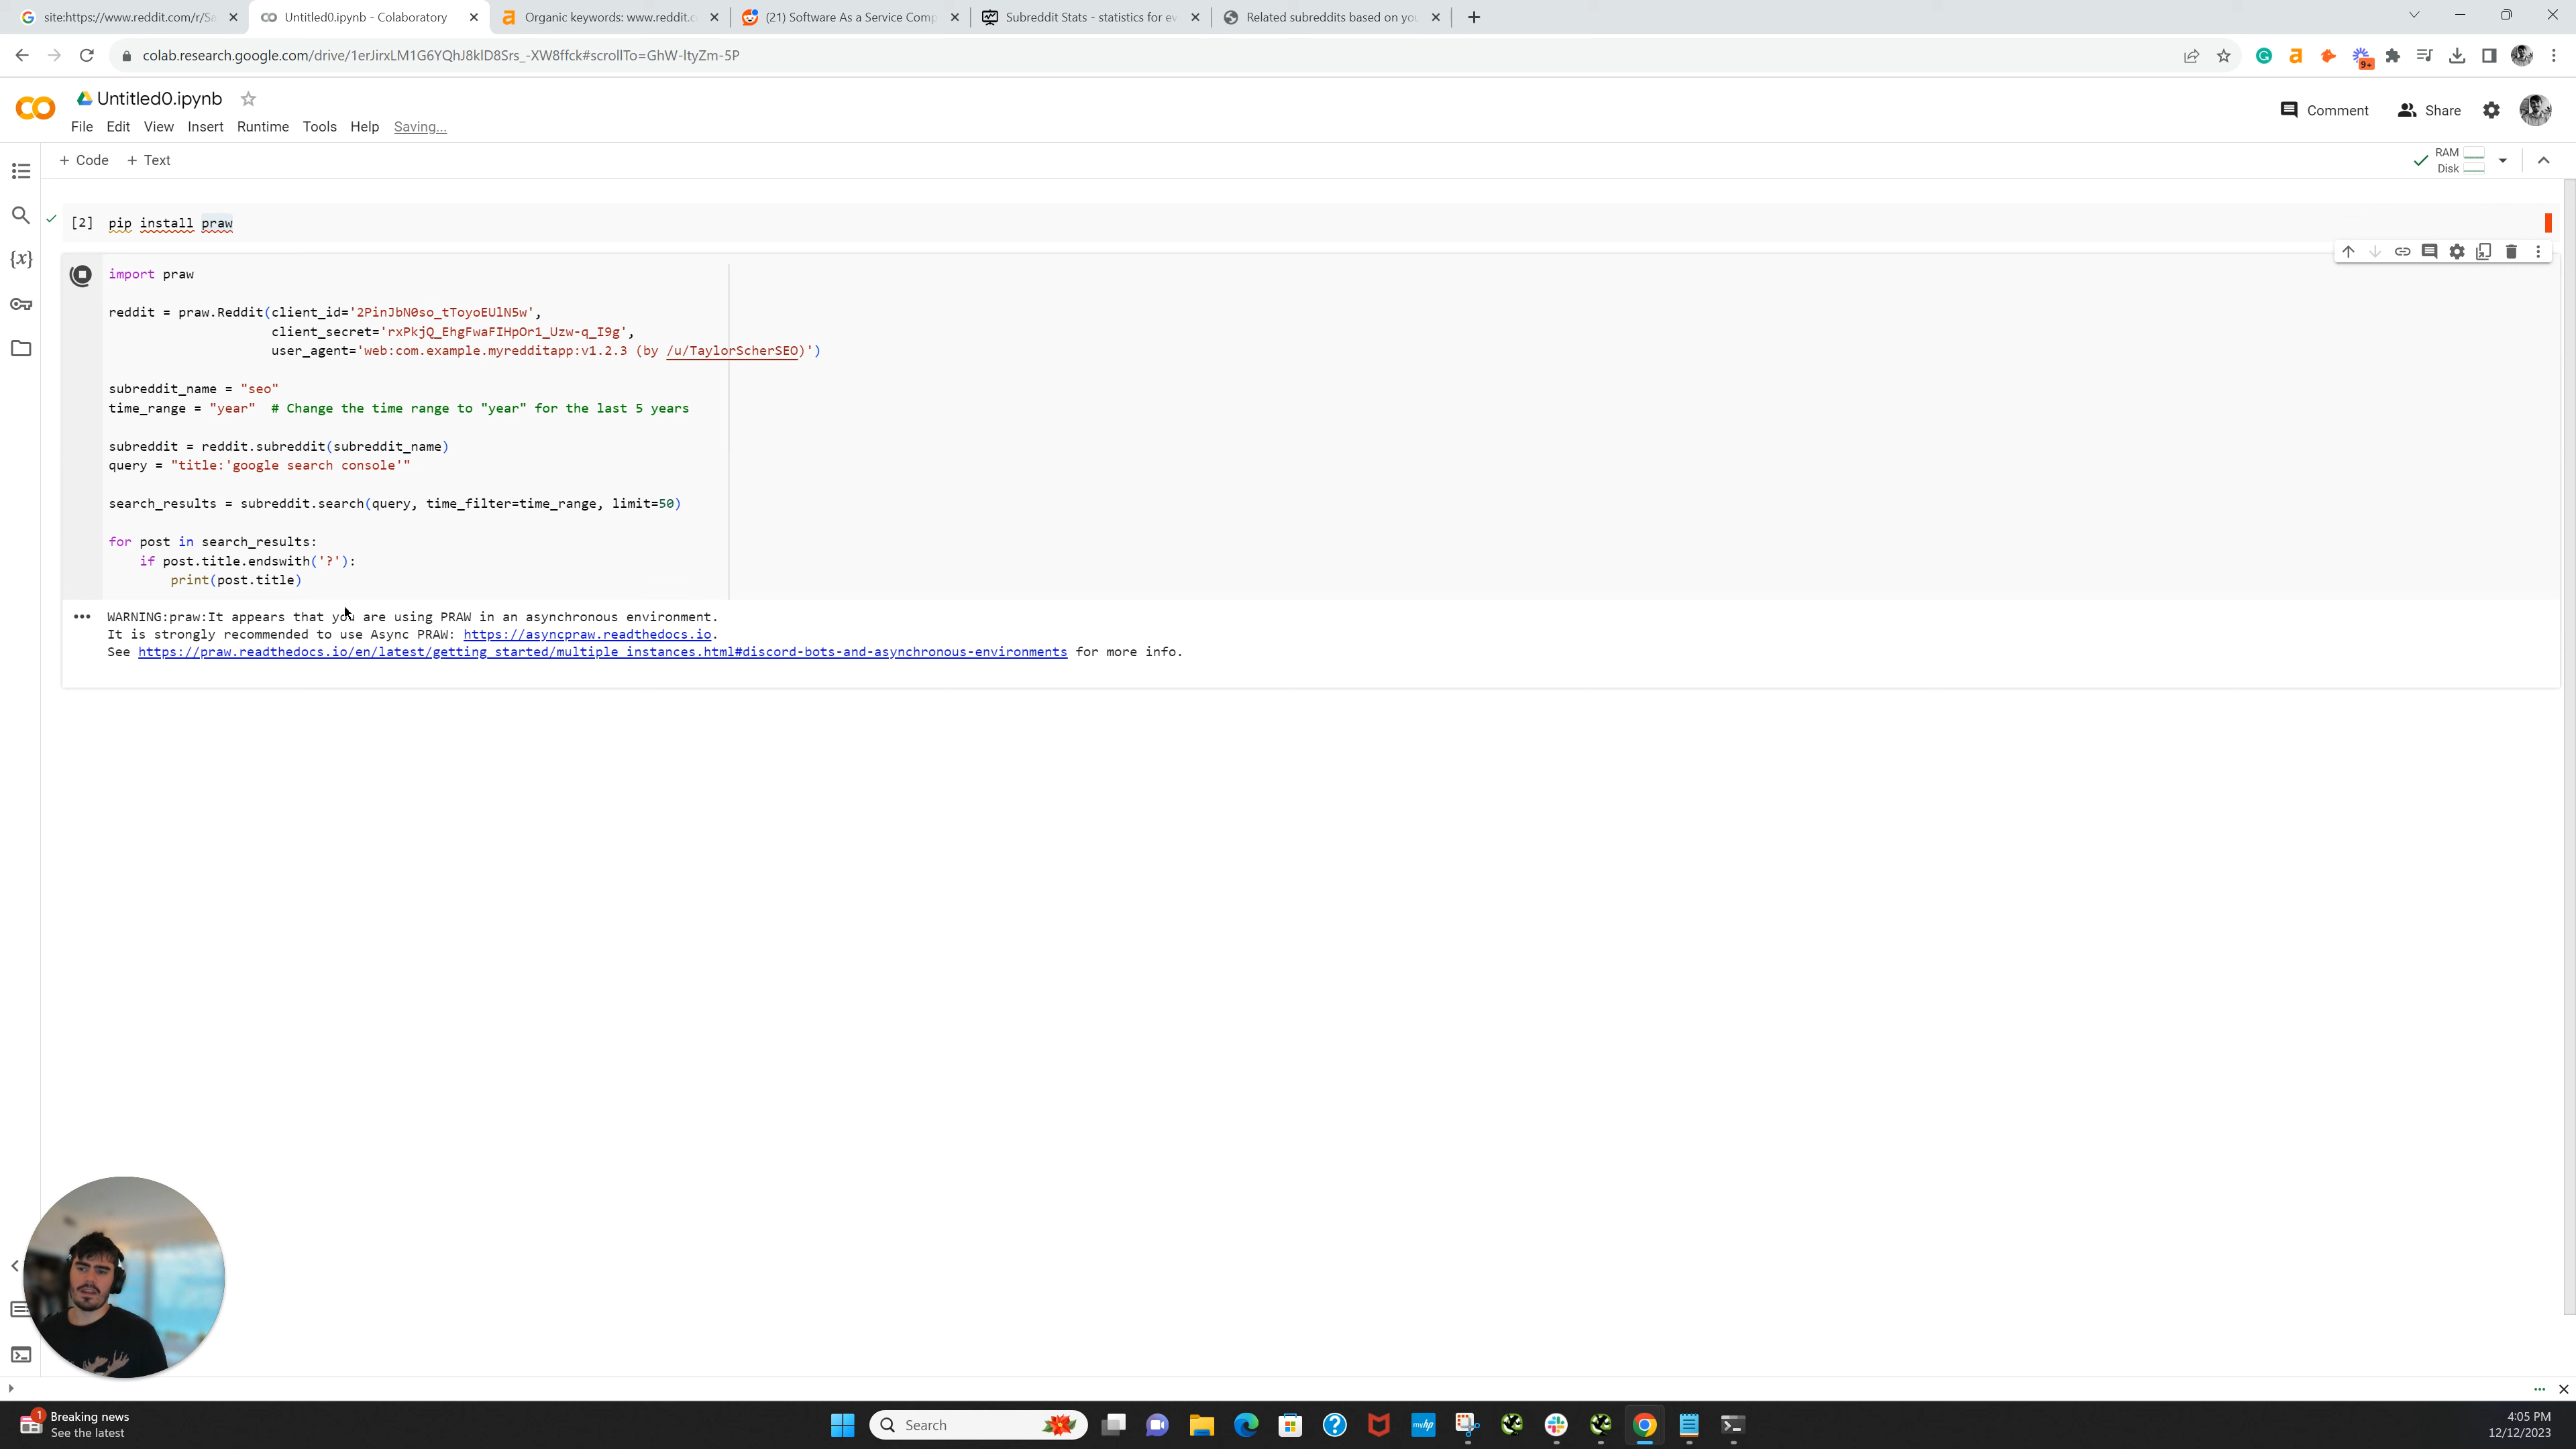 site:https://www.reddit.com/r/Sa
Untitled0.ipynb - Colaboratory
Organic keywords: www.reddit.c
(21) Software As a Service Comp
Subreddit Stats - statistics for ev
Related subreddits based on you
colab.research.google.com/drive/1erJirxLM1G6YQhJ8klD8Srs_-XW8ffck#scrollTo=GhW-ltyZm-5P
9+
Untitled0.ipynb
File Edit View Insert Runtime Tools Help Saving...
Comment
Share
+ Code + Text
RAM
Disk
[2] pip install praw
import praw
reddit = praw.Reddit(client_id='2PinJbN0so_tToyoEUlN5w',
client_secret='rxPkjQ_EhgFwaFIHpOr1_Uzw-q_I9g',
user_agent='web:com.example.myredditapp:v1.2.3 (by /u/TaylorScherSEO)')
subreddit_name = "seo"
time_range = "year" # Change the time range to "year" for the last 5 years
subreddit = reddit.subreddit(subreddit_name)
query = "title:'google search console'"
search_results = subreddit.search(query, time_filter=time_range, limit=50)
for post in search_results:
if post.title.endswith('?'):
print(post.title)
WARNING:praw:It appears that you are using PRAW in an asynchronous environment.
It is strongly recommended to use Async PRAW: https://asyncpraw.readthedocs.io.
See https://praw.readthedocs.io/en/latest/getting_started/multiple_instances.html#discord-bots-and-asynchronous-environments for more info.
1
Breaking news
See the latest
Search
myhp
4:05 PM
12/12/2023